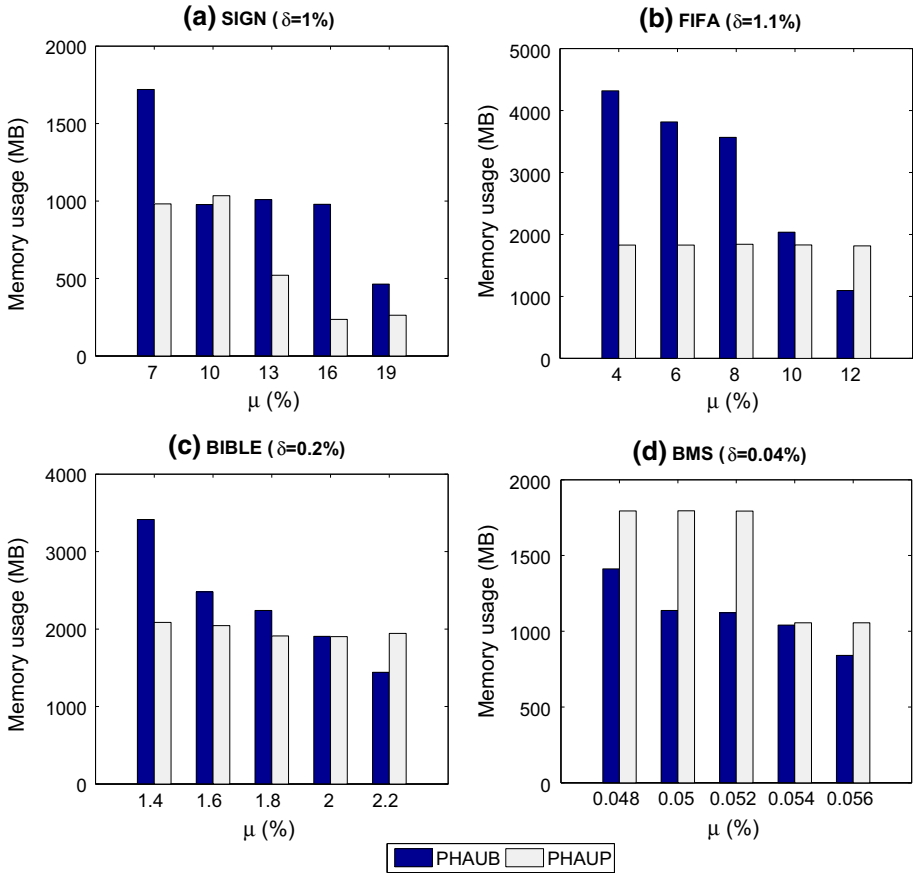 (a) SIGN (δ=1%)
Memory usage (MB)
2000
1500
1000
500
0
7 10 13 16 19
μ (%)
(b) FIFA (δ=1.1%)
Memory usage (MB)
5000
4000
3000
2000
1000
0
4 6 8 10 12
μ (%)
(c) BIBLE (δ=0.2%)
Memory usage (MB)
4000
3000
2000
1000
0
1.4 1.6 1.8 2 2.2
μ (%)
(d) BMS (δ=0.04%)
Memory usage (MB)
2000
1500
1000
500
0
0.048 0.05 0.052 0.054 0.056
μ (%)
PHAUB PHAUP